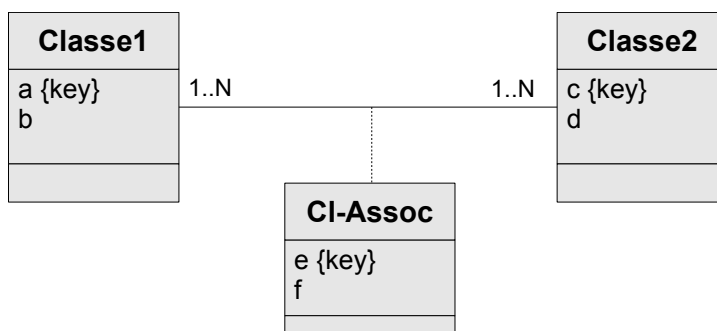 Classe1
a {key}
b
1..N
1..N
Classe2
c {key}
d
Cl-Assoc
e {key}
f